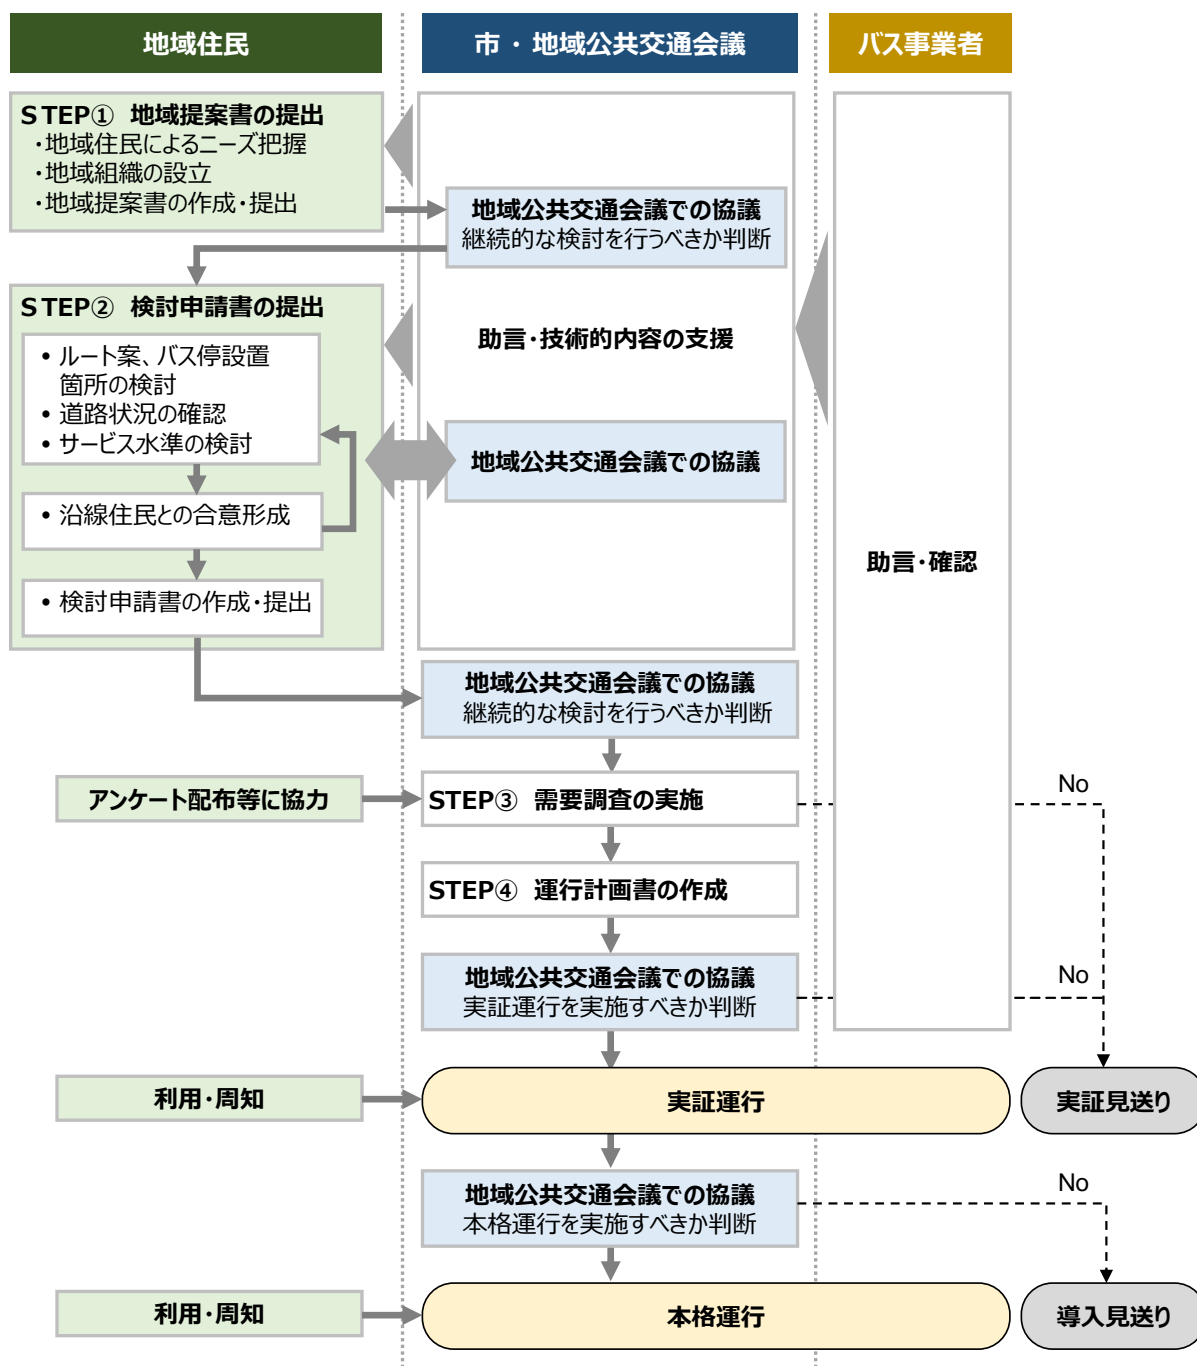 地域住民
市・地域公共交通会議
バス事業者
STEP① 地域提案書の提出
・地域住民によるニーズ把握
・地域組織の設立
・地域提案書の作成・提出
地域公共交通会議での協議
継続的な検討を行うべきか判断
STEP② 検討申請書の提出
• ルート案、バス停設置
箇所の検討
• 道路状況の確認
• サービス水準の検討
• 沿線住民との合意形成
• 検討申請書の作成・提出
助言・技術的内容の支援
地域公共交通会議での協議
助言・確認
地域公共交通会議での協議
継続的な検討を行うべきか判断
アンケート配布等に協力
STEP③ 需要調査の実施
No
STEP④ 運行計画書の作成
地域公共交通会議での協議
実証運行を実施すべきか判断
No
利用・周知
実証運行
実証見送り
地域公共交通会議での協議
本格運行を実施すべきか判断
No
利用・周知
本格運行
導入見送り